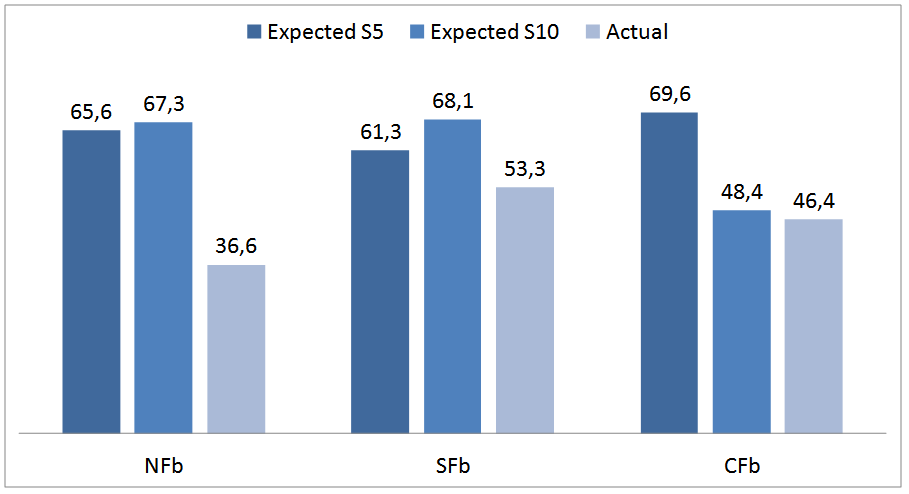 Expected S5 Expected S10 Actual
65,6 67,3 36,6
61,3 68,1 53,3
69,6 48,4 46,4
NFb SFb CFb